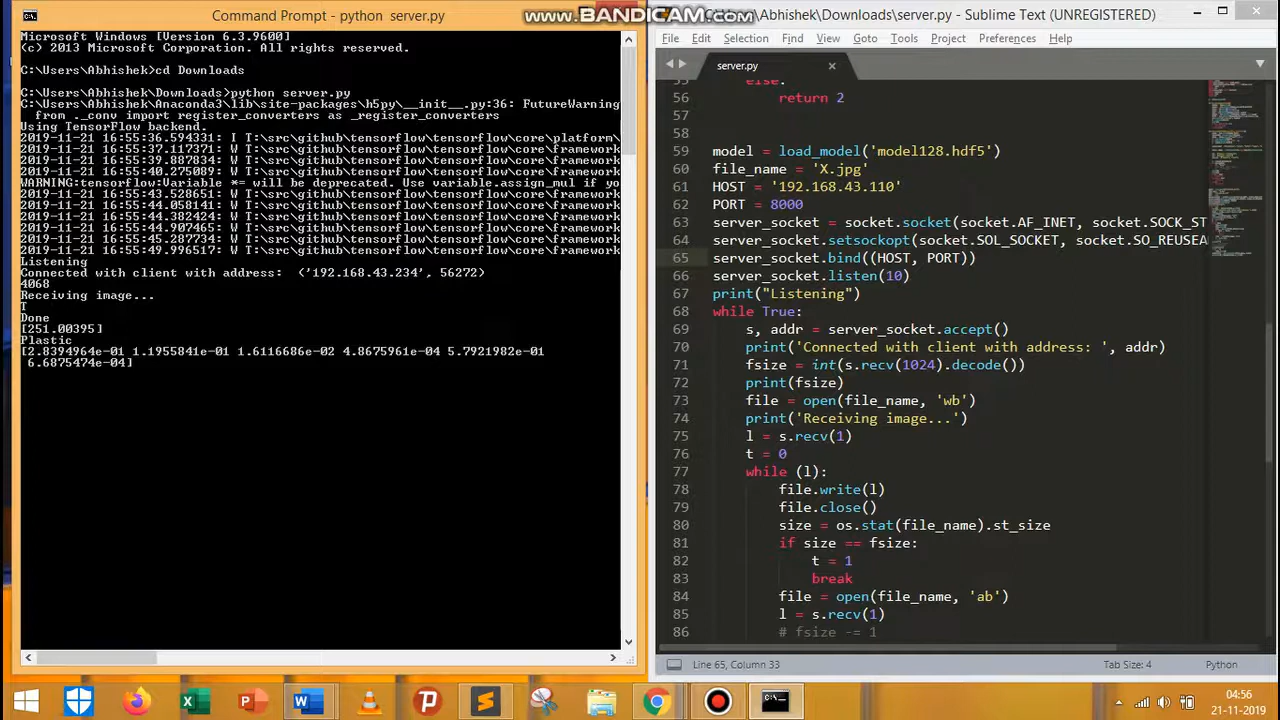 Command Prompt - python server.py
www.BANDICAM.com
\Abhishek\Downloads\server.py - Sublime Text (UNREGISTERED)
Microsoft Windows [Version 6.3.9600]
(c) 2013 Microsoft Corporation. All rights reserved.
C:\Users\Abhishek>cd Downloads
C:\Users\Abhishek\Downloads>python server.py
C:\Users\Abhishek\Anaconda3\lib\site-packages\h5py\__init__.py:36: FutureWarning
from ._conv import register_converters as _register_converters
Using TensorFlow backend.
2019-11-21 16:55:36.594331: I T:\src\github\tensorflow\tensorflow\core\platform\
2019-11-21 16:55:37.117371: W T:\src\github\tensorflow\tensorflow\core\framework
2019-11-21 16:55:39.887834: W T:\src\github\tensorflow\tensorflow\core\framework
2019-11-21 16:55:40.275089: W T:\src\github\tensorflow\tensorflow\core\framework
WARNING:tensorflow:Variable *= will be deprecated. Use variable.assign_mul if yo
2019-11-21 16:55:43.528651: W T:\src\github\tensorflow\tensorflow\core\framework
2019-11-21 16:55:44.058141: W T:\src\github\tensorflow\tensorflow\core\framework
2019-11-21 16:55:44.382424: W T:\src\github\tensorflow\tensorflow\core\framework
2019-11-21 16:55:44.907465: W T:\src\github\tensorflow\tensorflow\core\framework
2019-11-21 16:55:45.287734: W T:\src\github\tensorflow\tensorflow\core\framework
2019-11-21 16:55:49.996517: W T:\src\github\tensorflow\tensorflow\core\framework
Listening
Connected with client with address:  ('192.168.43.234', 56272)
4068
Receiving image...
T
Done
[251.00395]
Plastic
[2.8394964e-01 1.1955841e-01 1.6116686e-02 4.8675961e-04 5.7921982e-01
6.6875474e-04]
File Edit Selection Find View Goto Tools Project Preferences Help
server.py
55 else:
56 return 2
57
58
59 model = load_model('model128.hdf5')
60 file_name = 'X.jpg'
61 HOST = '192.168.43.110'
62 PORT = 8000
63 server_socket = socket.socket(socket.AF_INET, socket.SOCK_ST
64 server_socket.setsockopt(socket.SOL_SOCKET, socket.SO_REUSEA
65 server_socket.bind((HOST, PORT))
66 server_socket.listen(10)
67 print("Listening")
68 while True:
69 s, addr = server_socket.accept()
70 print('Connected with client with address: ', addr)
71 fsize = int(s.recv(1024).decode())
72 print(fsize)
73 file = open(file_name, 'wb')
74 print('Receiving image...')
75 l = s.recv(1)
76 t = 0
77 while (l):
78 file.write(l)
79 file.close()
80 size = os.stat(file_name).st_size
81 if size == fsize:
82 t = 1
83 break
84 file = open(file_name, 'ab')
85 l = s.recv(1)
86 # fsize -= 1
Line 65, Column 33
Tab Size: 4
Python
04:56
21-11-2019